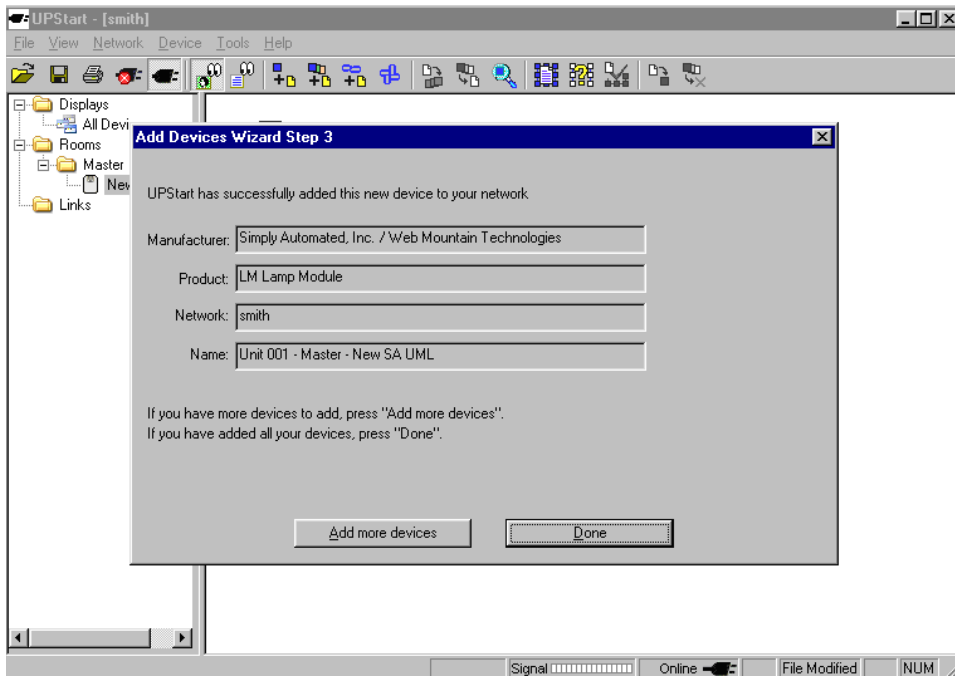 UPStart - [smith]
File View Network Device Tools Help
Displays
All Devi
Rooms
Master
New
Links
Add Devices Wizard Step 3
UPStart has successfully added this new device to your network
Manufacturer: Simply Automated, Inc. / Web Mountain Technologies
Product: LM Lamp Module
Network: smith
Name: Unit 001 - Master - New SA UML
If you have more devices to add, press "Add more devices".
If you have added all your devices, press "Done".
Add more devices Done
Signal Online File Modified NUM